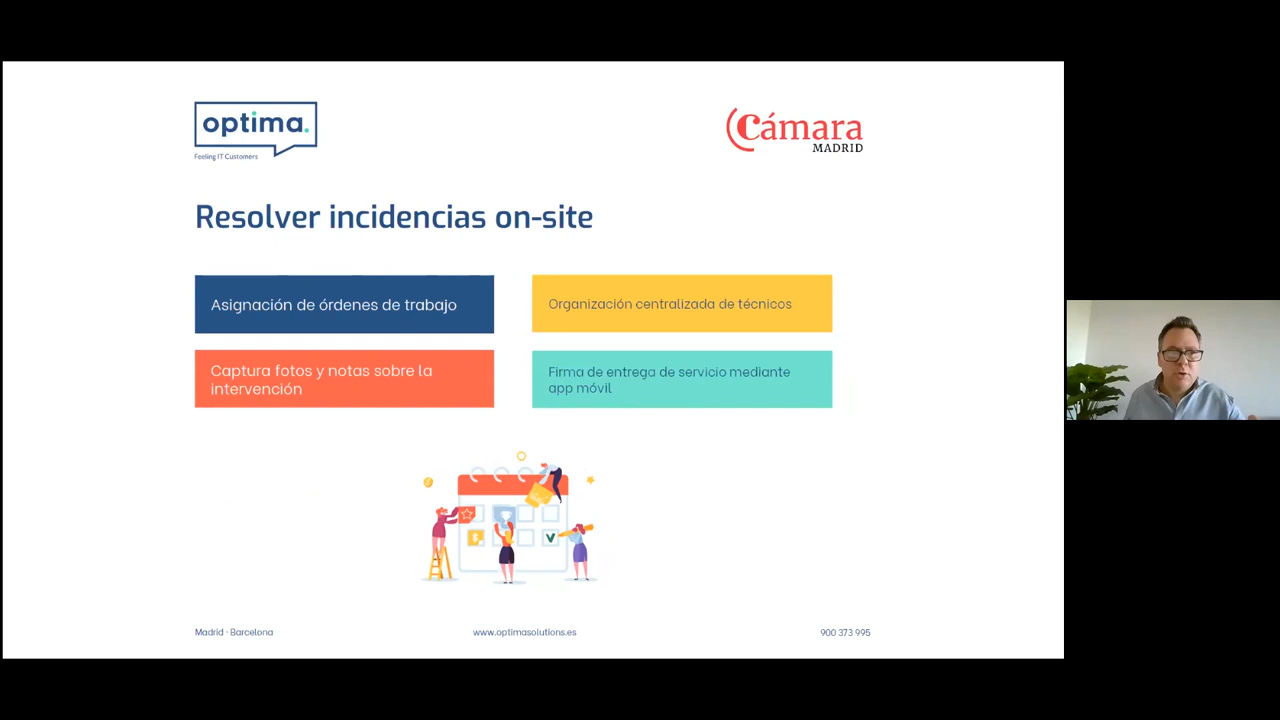 optima.
Feeling IT Customers
Cámara
MADRID
Resolver incidencias on-site
Asignación de órdenes de trabajo
Organización centralizada de técnicos
Captura fotos y notas sobre la
intervención
Firma de entrega de servicio mediante
app móvil
Madrid · Barcelona
www.optimasolutions.es
900 373 995